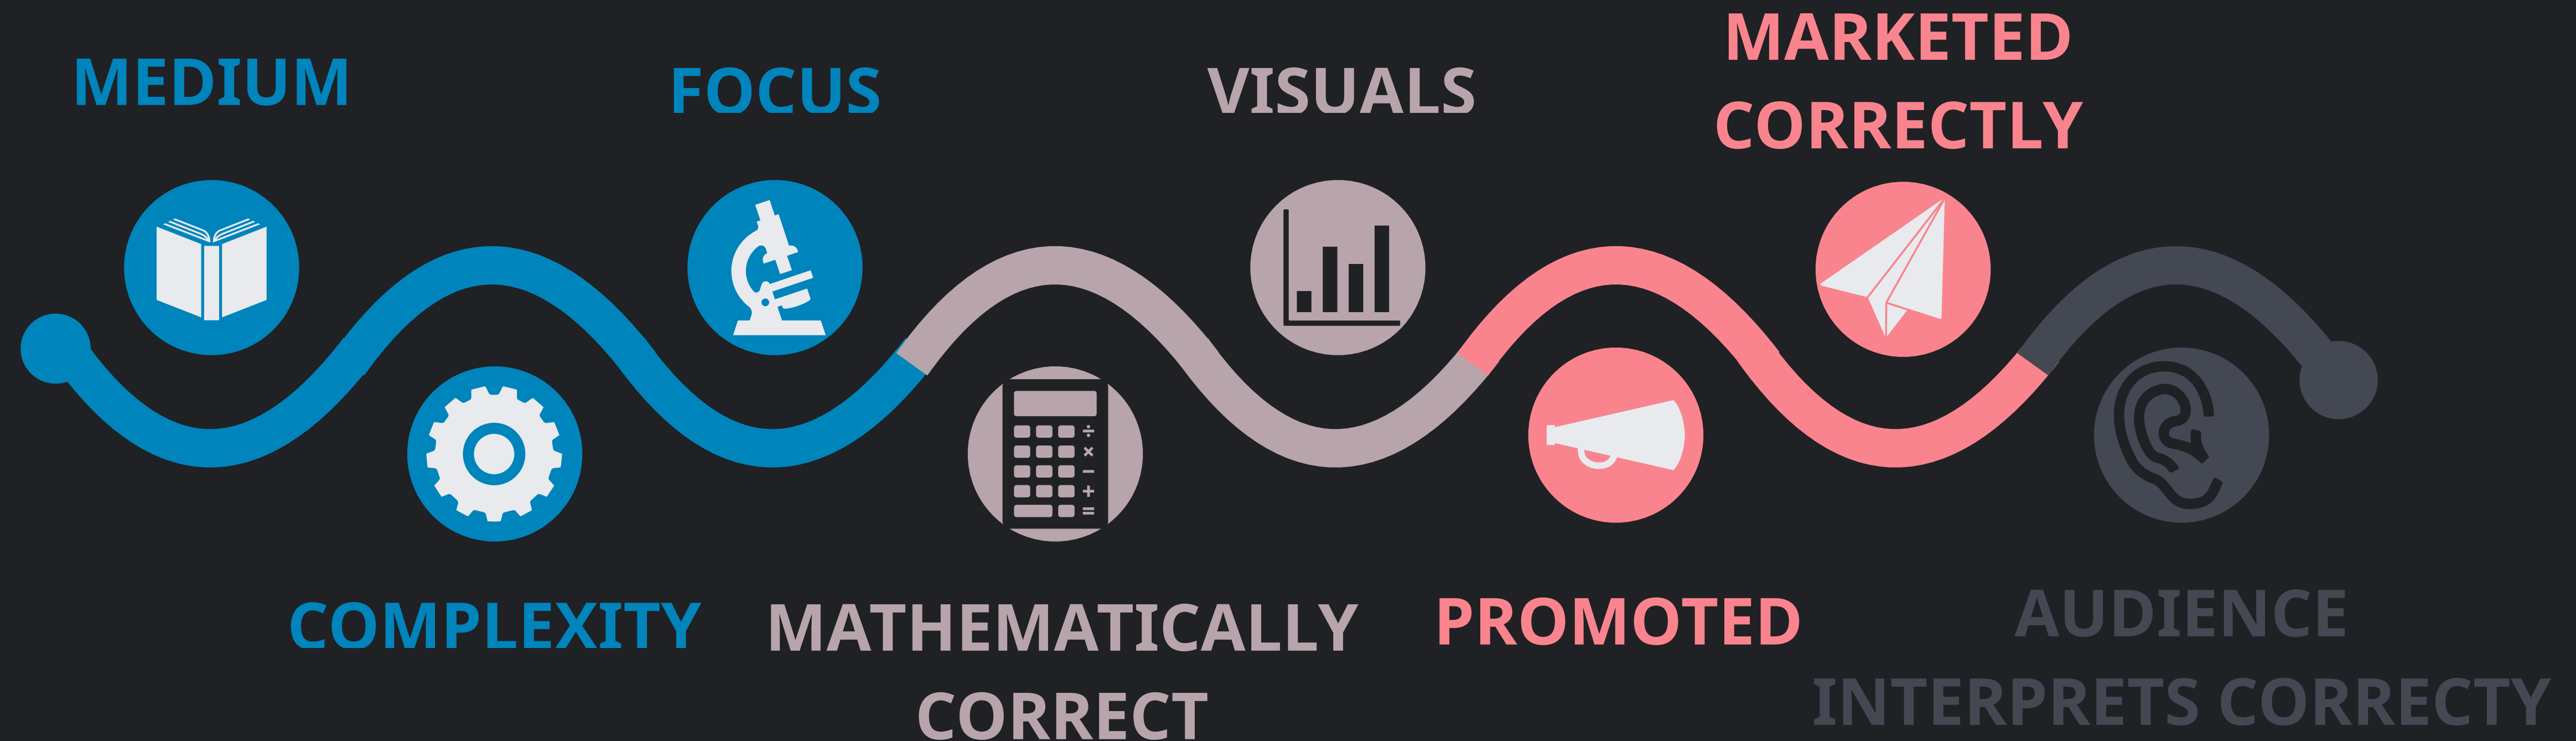 MEDIUM
COMPLEXITY
FOCUS
MATHEMATICALLY
CORRECT
VISUALS
PROMOTED
MARKETED
CORRECTLY
AUDIENCE
INTERPRETS CORRECTY
÷
×
−
+
=